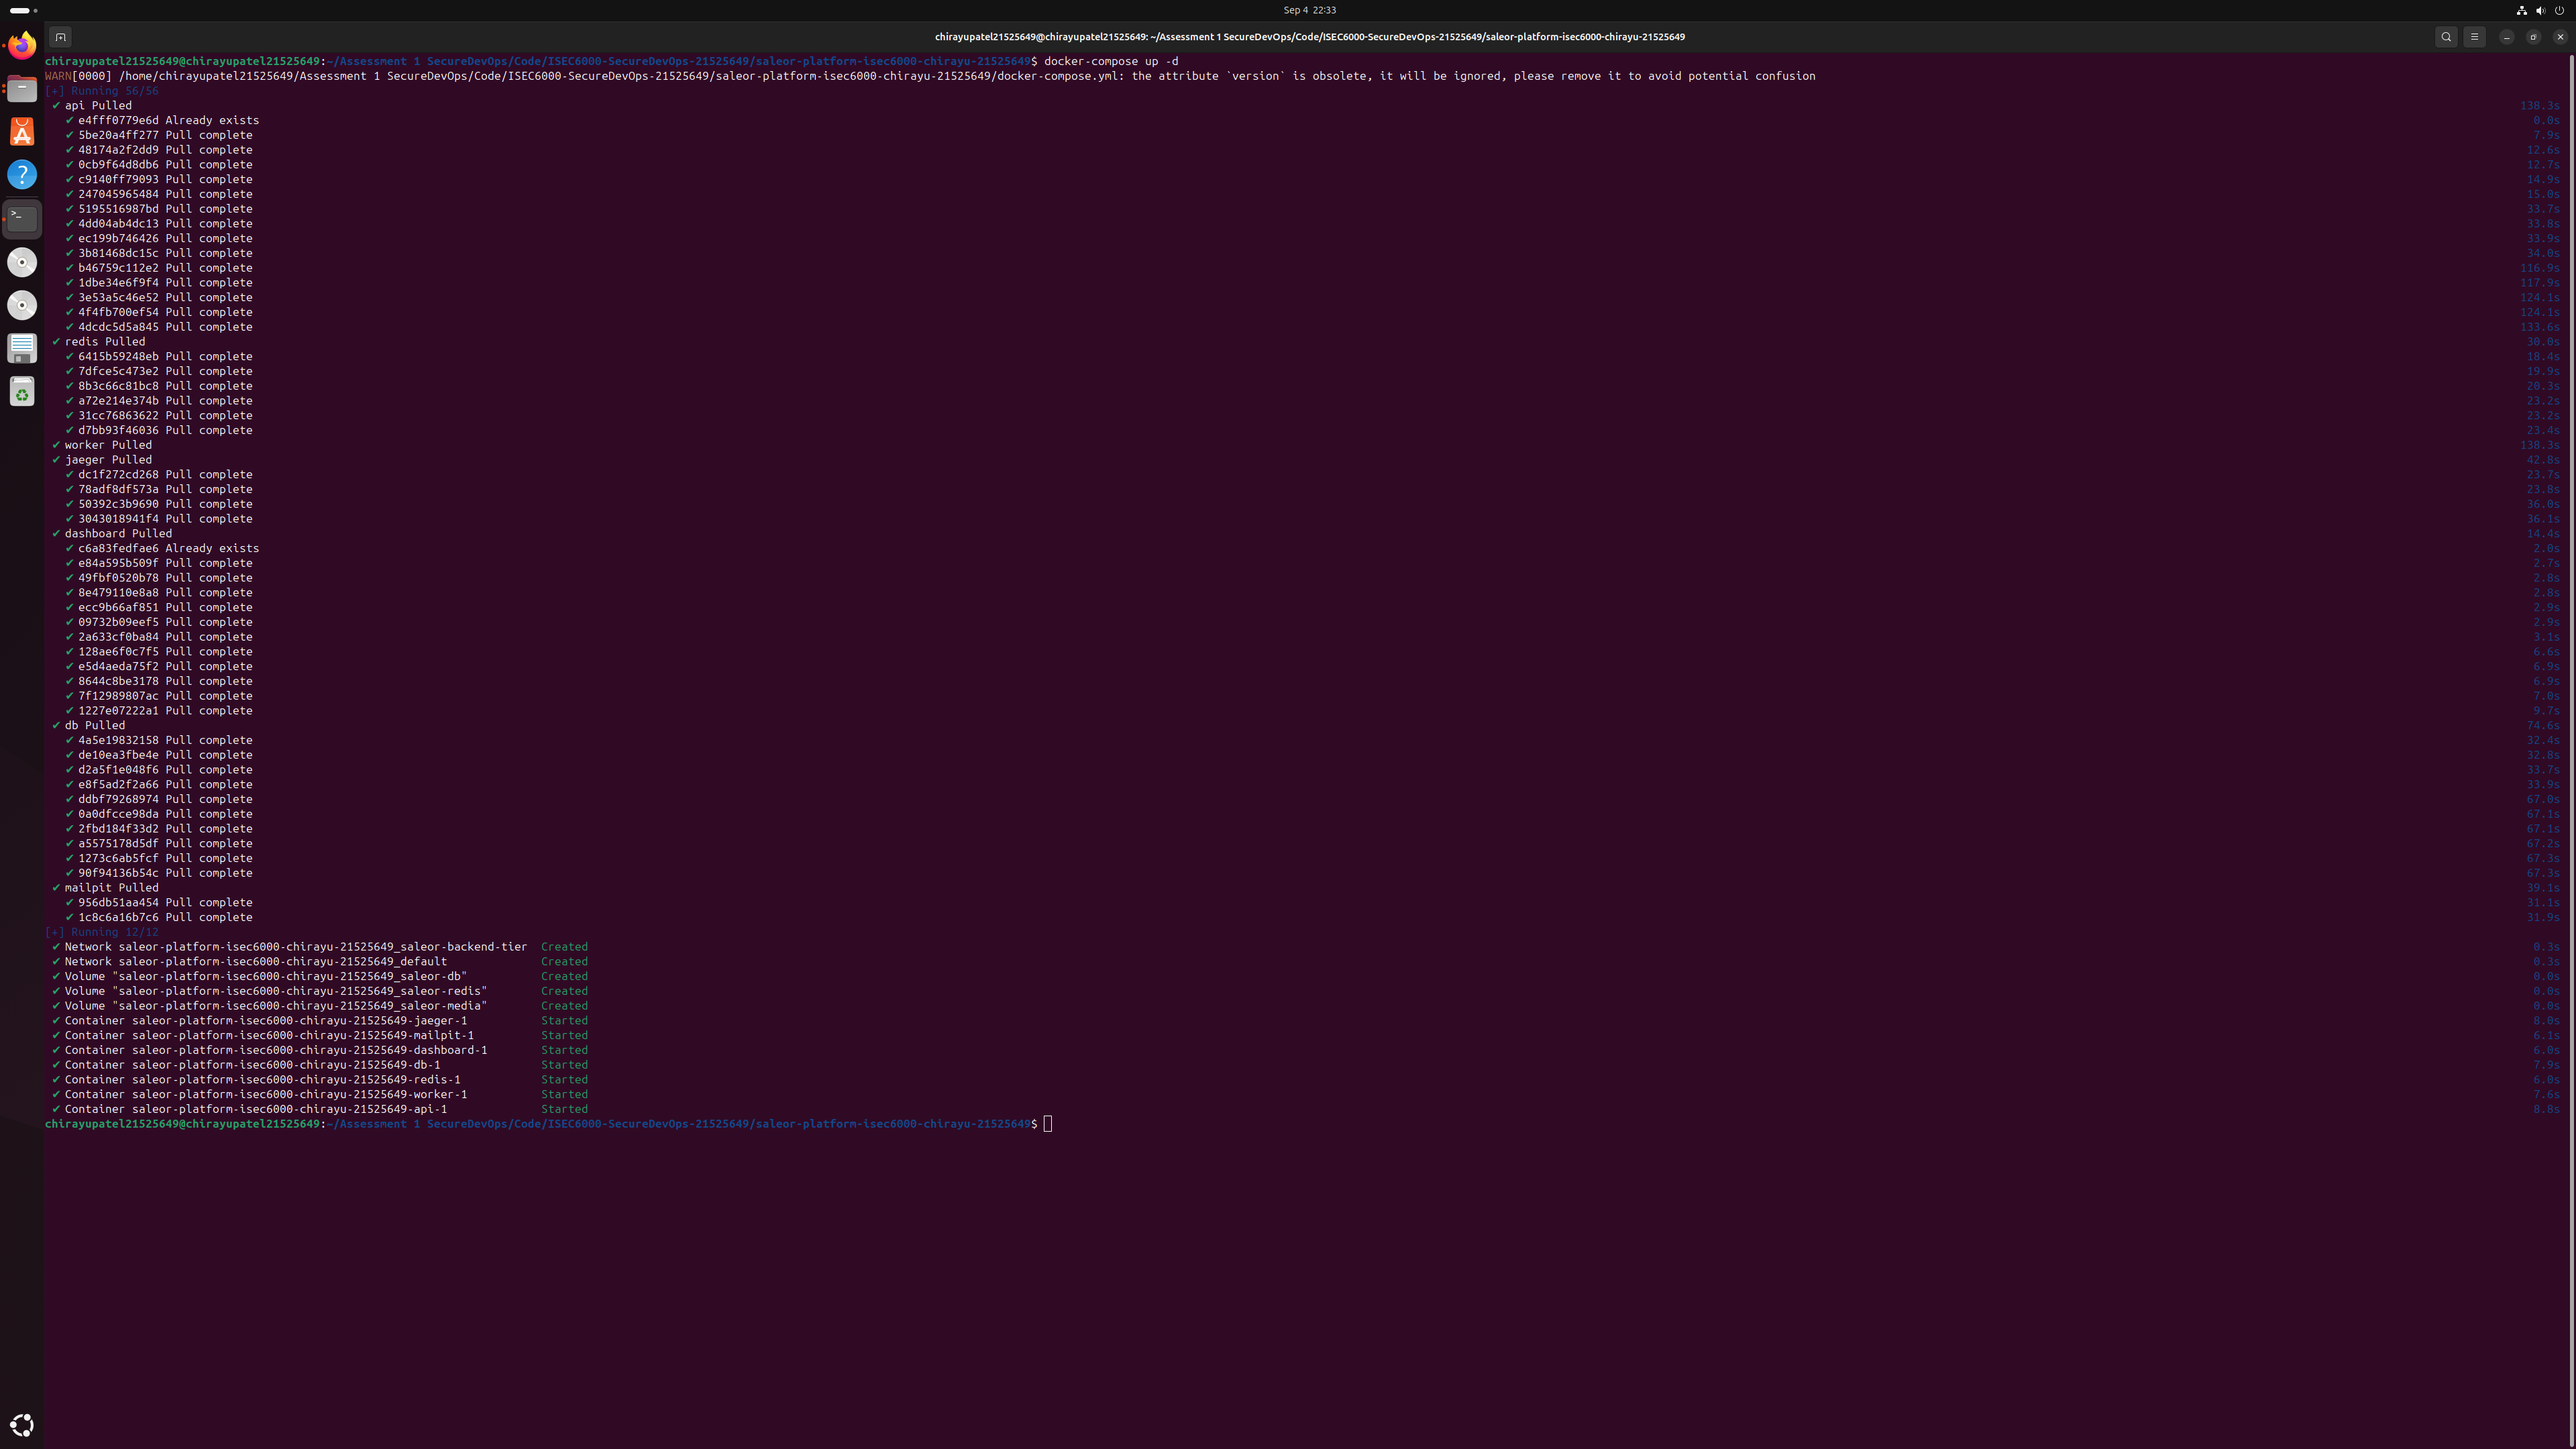 Sep 4 22:33
chirayupatel21525649@chirayupatel21525649: ~/Assessment 1 SecureDevOps/Code/ISEC6000-SecureDevOps-21525649/saleor-platform-isec6000-chirayu-21525649
chirayupatel21525649@chirayupatel21525649:~/Assessment 1 SecureDevOps/Code/ISEC6000-SecureDevOps-21525649/saleor-platform-isec6000-chirayu-21525649$ docker-compose up -d
WARN[0000] /home/chirayupatel21525649/Assessment 1 SecureDevOps/Code/ISEC6000-SecureDevOps-21525649/saleor-platform-isec6000-chirayu-21525649/docker-compose.yml: the attribute `version` is obsolete, it will be ignored, please remove it to avoid potential confusion
[+] Running 56/56
✔ api Pulled 138.3s
✔ e4fff0779e6d Already exists 0.0s
✔ 5be20a4ff277 Pull complete 7.9s
✔ 48174a2f2dd9 Pull complete 12.6s
✔ 0cb9f64d8db6 Pull complete 12.7s
✔ c9140ff79093 Pull complete 14.9s
✔ 247045965484 Pull complete 15.0s
✔ 5195516987bd Pull complete 33.7s
✔ 4dd04ab4dc13 Pull complete 33.8s
✔ ec199b746426 Pull complete 33.9s
✔ 3b81468dc15c Pull complete 34.0s
✔ b46759c112e2 Pull complete 116.9s
✔ 1dbe34e6f9f4 Pull complete 117.9s
✔ 3e53a5c46e52 Pull complete 124.1s
✔ 4f4fb700ef54 Pull complete 124.1s
✔ 4dcdc5d5a845 Pull complete 133.6s
✔ redis Pulled 30.0s
✔ 6415b59248eb Pull complete 18.4s
✔ 7dfce5c473e2 Pull complete 19.9s
✔ 8b3c66c81bc8 Pull complete 20.3s
✔ a72e214e374b Pull complete 23.2s
✔ 31cc76863622 Pull complete 23.2s
✔ d7bb93f46036 Pull complete 23.4s
✔ worker Pulled 138.3s
✔ jaeger Pulled 42.8s
✔ dc1f272cd268 Pull complete 23.7s
✔ 78adf8df573a Pull complete 23.8s
✔ 50392c3b9690 Pull complete 36.0s
✔ 3043018941f4 Pull complete 36.1s
✔ dashboard Pulled 14.4s
✔ c6a83fedfae6 Already exists 2.0s
✔ e84a595b509f Pull complete 2.7s
✔ 49fbf0520b78 Pull complete 2.8s
✔ 8e479110e8a8 Pull complete 2.8s
✔ ecc9b66af851 Pull complete 2.9s
✔ 09732b09eef5 Pull complete 2.9s
✔ 2a633cf0ba84 Pull complete 3.1s
✔ 128ae6f0c7f5 Pull complete 6.6s
✔ e5d4aeda75f2 Pull complete 6.9s
✔ 8644c8be3178 Pull complete 6.9s
✔ 7f12989807ac Pull complete 7.0s
✔ 1227e07222a1 Pull complete 9.7s
✔ db Pulled 74.6s
✔ 4a5e19832158 Pull complete 32.4s
✔ de10ea3fbe4e Pull complete 32.8s
✔ d2a5f1e048f6 Pull complete 33.7s
✔ e8f5ad2f2a66 Pull complete 33.9s
✔ ddbf79268974 Pull complete 67.0s
✔ 0a0dfcce98da Pull complete 67.1s
✔ 2fbd184f33d2 Pull complete 67.1s
✔ a5575178d5df Pull complete 67.2s
✔ 1273c6ab5fcf Pull complete 67.3s
✔ 90f94136b54c Pull complete 67.3s
✔ mailpit Pulled 39.1s
✔ 956db51aa454 Pull complete 31.1s
✔ 1c8c6a16b7c6 Pull complete 31.9s
[+] Running 12/12
✔ Network saleor-platform-isec6000-chirayu-21525649_saleor-backend-tier Created 0.3s
✔ Network saleor-platform-isec6000-chirayu-21525649_default Created 0.3s
✔ Volume "saleor-platform-isec6000-chirayu-21525649_saleor-db" Created 0.0s
✔ Volume "saleor-platform-isec6000-chirayu-21525649_saleor-redis" Created 0.0s
✔ Volume "saleor-platform-isec6000-chirayu-21525649_saleor-media" Created 0.0s
✔ Container saleor-platform-isec6000-chirayu-21525649-jaeger-1 Started 8.0s
✔ Container saleor-platform-isec6000-chirayu-21525649-mailpit-1 Started 6.1s
✔ Container saleor-platform-isec6000-chirayu-21525649-dashboard-1 Started 6.0s
✔ Container saleor-platform-isec6000-chirayu-21525649-db-1 Started 7.9s
✔ Container saleor-platform-isec6000-chirayu-21525649-redis-1 Started 6.0s
✔ Container saleor-platform-isec6000-chirayu-21525649-worker-1 Started 7.6s
✔ Container saleor-platform-isec6000-chirayu-21525649-api-1 Started 8.8s
chirayupatel21525649@chirayupatel21525649:~/Assessment 1 SecureDevOps/Code/ISEC6000-SecureDevOps-21525649/saleor-platform-isec6000-chirayu-21525649$